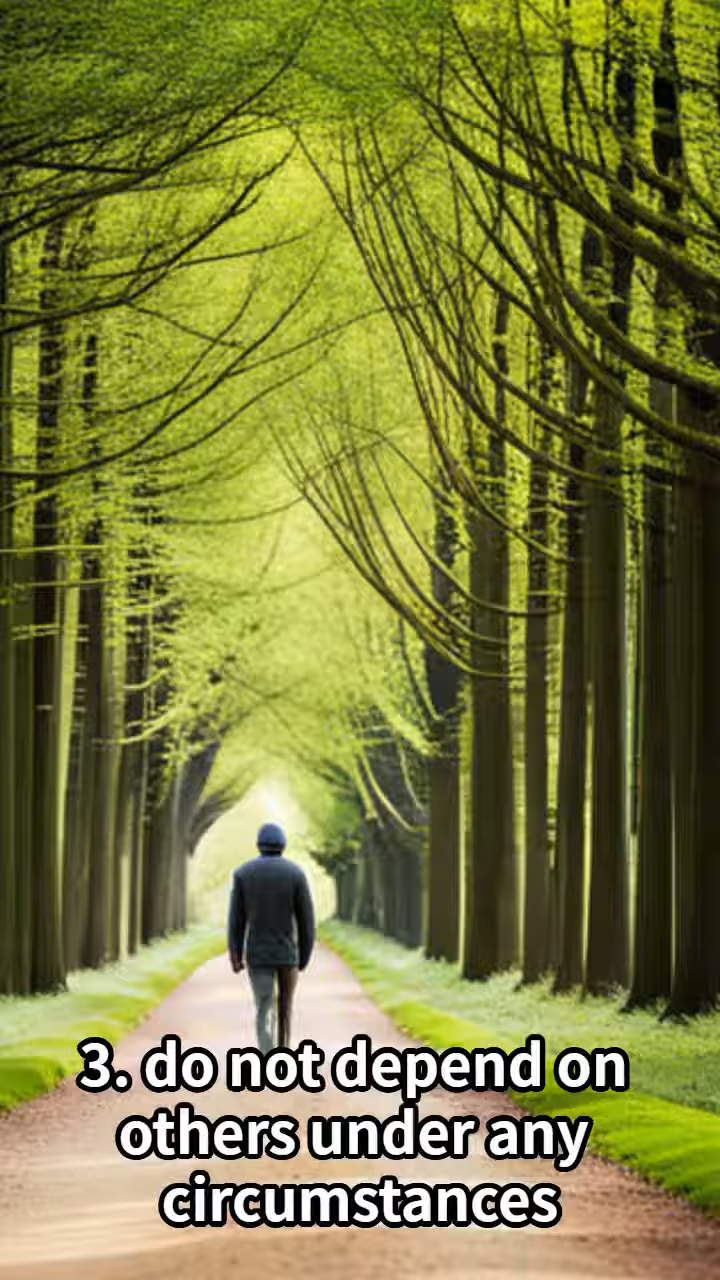 3. do not depend on
others under any
circumstances